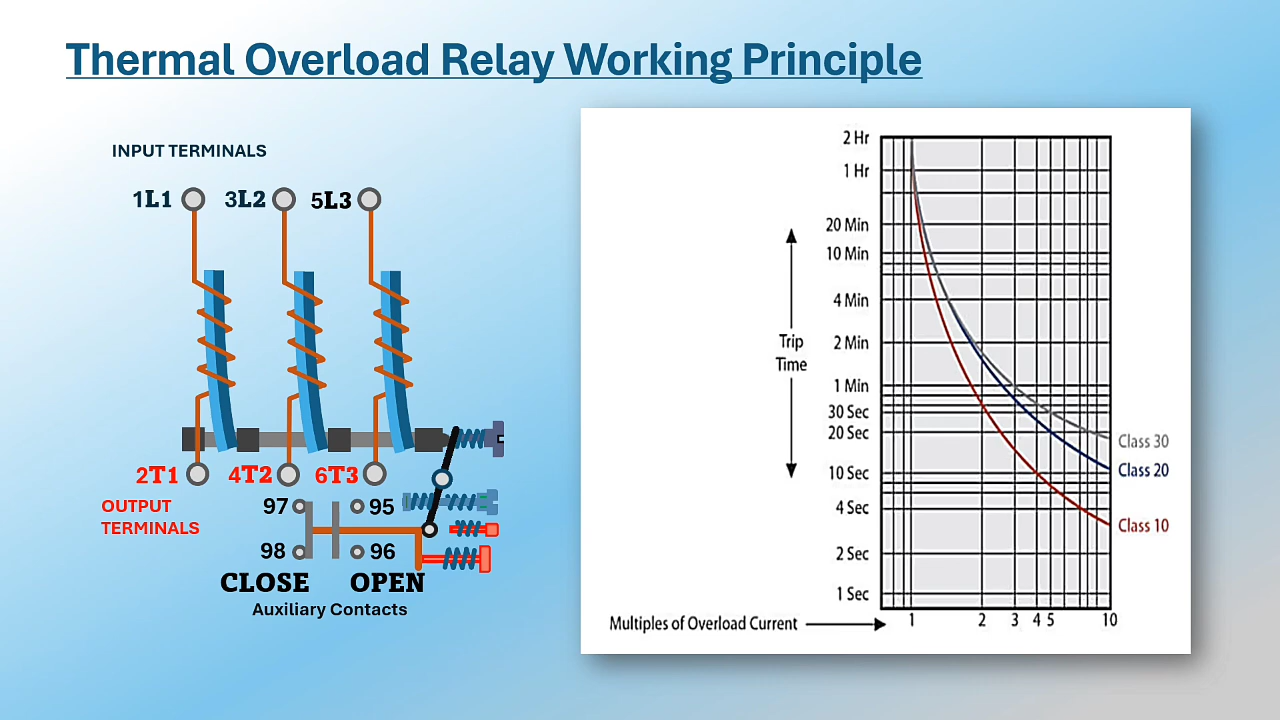 Thermal Overload Relay Working Principle
INPUT TERMINALS
1L1 3L2 5L3
2T1 4T2 6T3
OUTPUT
TERMINALS
97 95
98 96
CLOSE OPEN
Auxiliary Contacts
2 Hr
1 Hr
20 Min
10 Min
4 Min
2 Min
1 Min
30 Sec
20 Sec
10 Sec
4 Sec
2 Sec
1 Sec
Trip
Time
Class 30
Class 20
Class 10
Multiples of Overload Current
1 2 3 4 5 10